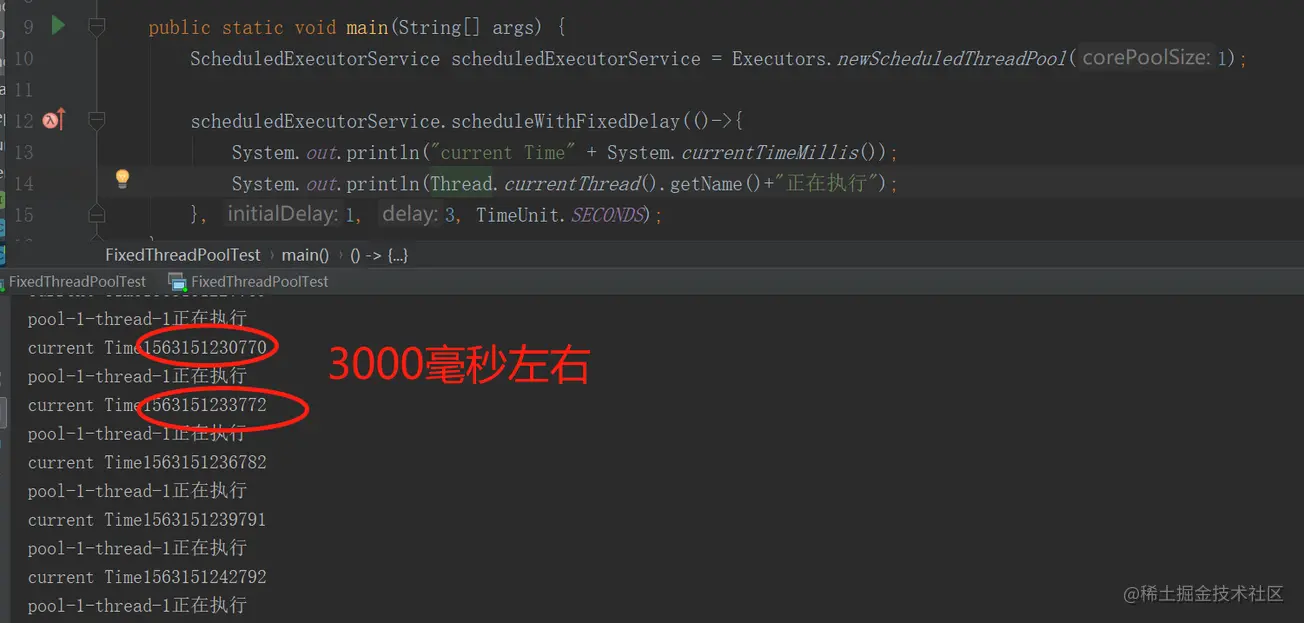 9 public static void main(String[] args) {
10 ScheduledExecutorService scheduledExecutorService = Executors.newScheduledThreadPool( corePoolSize: 1);
11
12 scheduledExecutorService.scheduleWithFixedDelay(()->{
13 System.out.println("current Time" + System.currentTimeMillis());
14 System.out.println(Thread.currentThread().getName()+"正在执行");
15 }, initialDelay: 1, delay: 3, TimeUnit.SECONDS);
FixedThreadPoolTest › main() › () -> {...}
FixedThreadPoolTest FixedThreadPoolTest
pool-1-thread-1正在执行
current Time1563151230770
3000毫秒左右
pool-1-thread-1正在执行
current Time1563151233772
pool-1-thread-1正在执行
current Time1563151236782
pool-1-thread-1正在执行
current Time1563151239791
pool-1-thread-1正在执行
current Time1563151242792
pool-1-thread-1正在执行
@稀土掘金技术社区